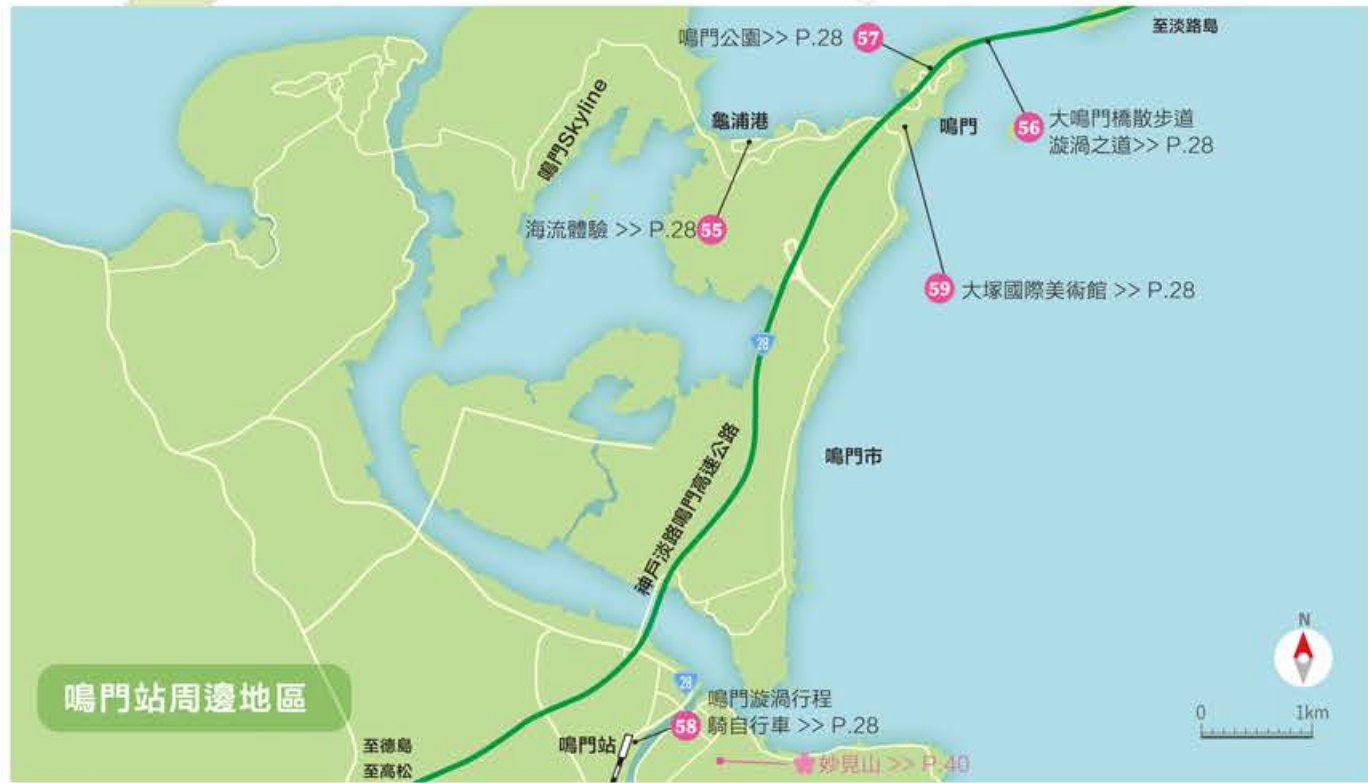 至淡路島
鳴門公園>> P.28 57
鳴門Skyline
龜浦港
鳴門
56 大鳴門橋散步道
漩渦之道>> P.28
海流體驗 >> P.28 55
59 大塚國際美術館 >> P.28
28
神戶淡路鳴門高速公路
鳴門市
N
0 1km
鳴門站周邊地區
28
58 鳴門漩渦行程
騎自行車 >> P.28
鳴門站
至德島
至高松
妙見山 >> P.40